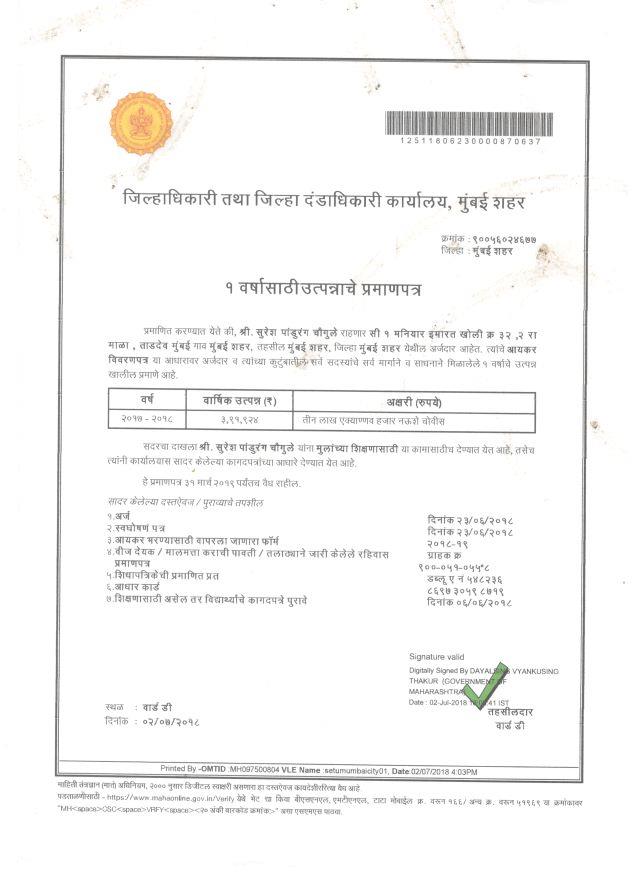 12511806230000870637
जिल्हाधिकारी तथा जिल्हा दंडाधिकारी कार्यालय, मुंबई शहर
क्रमांक : ९००५६०२४६७७
जिल्हा : मुंबई शहर
१ वर्षासाठी उत्पन्नाचे प्रमाणपत्र
प्रमाणित करण्यात येते की, श्री. सुरेश पांडुरंग चौगुले राहणार सी १ मनियार इमारत खोली क्र ३२ ,२ रा
माळा , ताडदेव मुंबई गाव मुंबई शहर, तहसील मुंबई शहर, जिल्हा मुंबई शहर येथील अर्जदार आहेत. त्यांचे आयकर
विवरणपत्र या आधारावर अर्जदार व त्यांच्या कुटुंबातील सर्व सदस्यांचे सर्व मार्गाने व साधनाने मिळालेले १ वर्षाचे उत्पन्न
खालील प्रमाणे आहे.
वर्ष वार्षिक उत्पन्न (₹) अक्षरी (रुपये)
२०१७ - २०१८ ३,९१,९२४ तीन लाख एक्याण्णव हजार नऊशे चोवीस
सदरचा दाखला श्री. सुरेश पांडुरंग चौगुले यांना मुलांच्या शिक्षणासाठी या कामासाठीच देण्यात येत आहे, तसेच
त्यांनी कार्यालयास सादर केलेल्या कागदपत्रांच्या आधारे देण्यात येत आहे.
हे प्रमाणपत्र ३१ मार्च २०१९ पर्यंतच वैध राहील.
सादर केलेल्या दस्तऐवज / पुराव्याचे तपशील
१.अर्ज दिनांक २३/०६/२०१८
२.स्वघोषणं पत्र दिनांक २३/०६/२०१८
३.आयकर भरण्यासाठी वापरला जाणारा फॉर्म २०१८-१९
४.वीज देयक / मालमत्ता कराची पावती / तलाठ्याने जारी केलेले रहिवास ग्राहक क्र
प्रमाणपत्र ९००-०५१-०५५*८
५.शिधापत्रिकेची प्रमाणित प्रत डब्लू ए नं ५४८२३६
६.आधार कार्ड ८६९७ ३०५९ ८७१९
७.शिक्षणासाठी असेल तर विद्यार्थ्यांचे कागदपत्रे पुरावे दिनांक ०६/०६/२०१८
Signature valid
Digitally Signed By DAYALSING VYANKUSING
THAKUR (GOVERNMENT OF
MAHARASHTRA)
Date : 02-Jul-2018 IST
तहसीलदार
वार्ड डी
स्थळ : वार्ड डी
दिनांक : ०२/०७/२०१८
Printed By -OMTID :MH097500804 VLE Name :setumumbaicity01, Date:02/07/2018 4:03PM
माहिती तंत्रज्ञान (मात) अधिनियम, २००० नुसार डिजीटल स्वाक्षरी असणारा हा दस्तऐवज कायदेशीररित्या वैध आहे
पडताळणीसाठी - https://www.mahaonline.gov.in/Verify येथे भेट द्या किंवा बीएसएनएल, एमटीएनएल, टाटा मोबाईल क्र. वरून १६६/ अन्य क्र. वरून ५१९६९ या क्रमांकावर
"MH<space>CSC<space>VRFY<space><२० अंकी बारकोड क्रमांक>" असा एसएमएस पाठवा.